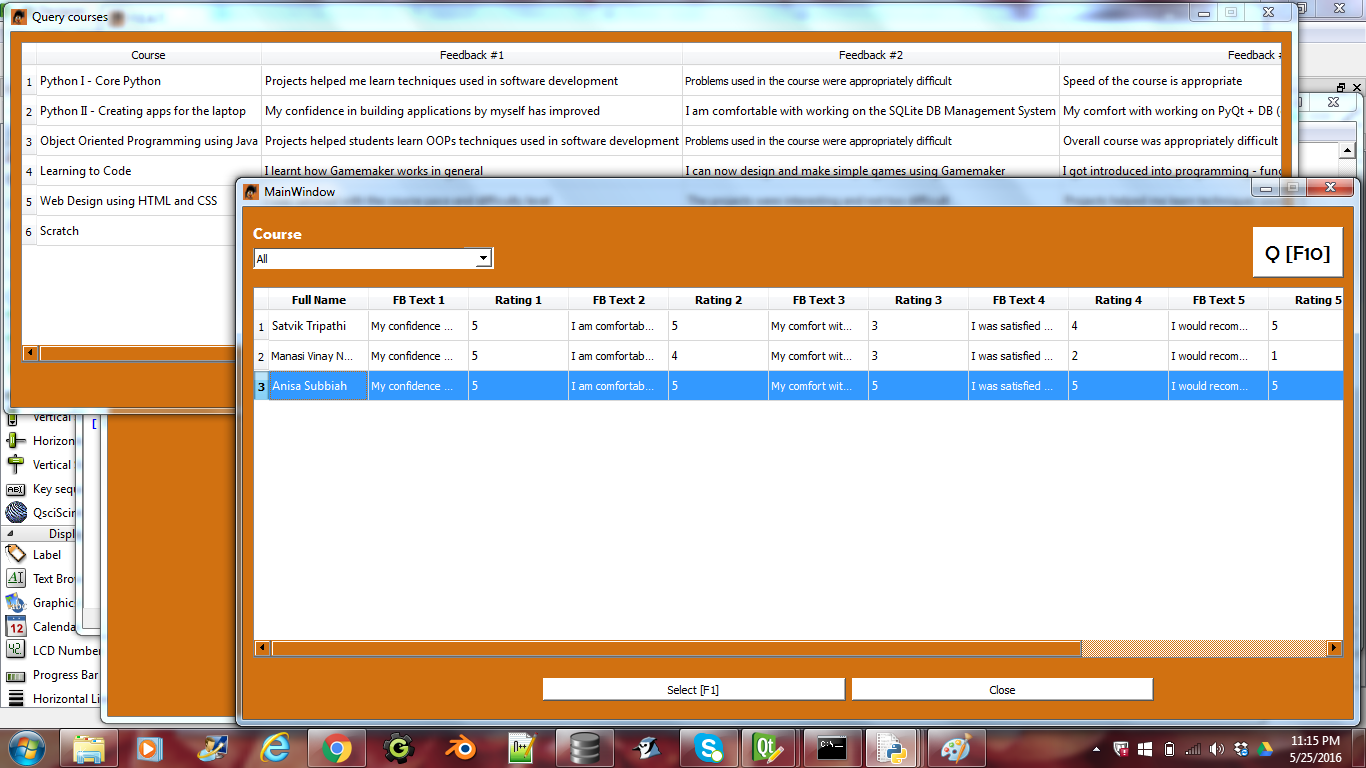 Query courses
Course Feedback #1 Feedback #2 Feedback
1 Python I - Core Python Projects helped me learn techniques used in software development Problems used in the course were appropriately difficult Speed of the course is appropriate
2 Python II - Creating apps for the laptop My confidence in building applications by myself has improved I am comfortable with working on the SQLite DB Management System My comfort with working on PyQt + DB (
3 Object Oriented Programming using Java Projects helped students learn OOPs techniques used in software development Problems used in the course were appropriately difficult Overall course was appropriately difficult
4 Learning to Code I learnt how Gamemaker works in general I can now design and make simple games using Gamemaker I got introduced into programming - func
5 Web Design using HTML and CSS
6 Scratch
MainWindow
Course
All
Q [F10]
Full Name FB Text 1 Rating 1 FB Text 2 Rating 2 FB Text 3 Rating 3 FB Text 4 Rating 4 FB Text 5 Rating 5
1 Satvik Tripathi My confidence ... 5 I am comfortab... 5 My comfort wit... 3 I was satisfied ... 4 I would recom... 5
2 Manasi Vinay N... My confidence ... 5 I am comfortab... 4 My comfort wit... 3 I was satisfied ... 2 I would recom... 1
3 Anisa Subbiah My confidence ... 5 I am comfortab... 5 My comfort wit... 5 I was satisfied ... 5 I would recom... 5
Select [F1] Close
Vertical
Horizon
Vertical
Key sequ
QsciScin
Displ
Label
Text Bro
Graphic
Calenda
LCD Number
Progress Bar
Horizontal Li
11:15 PM
5/25/2016